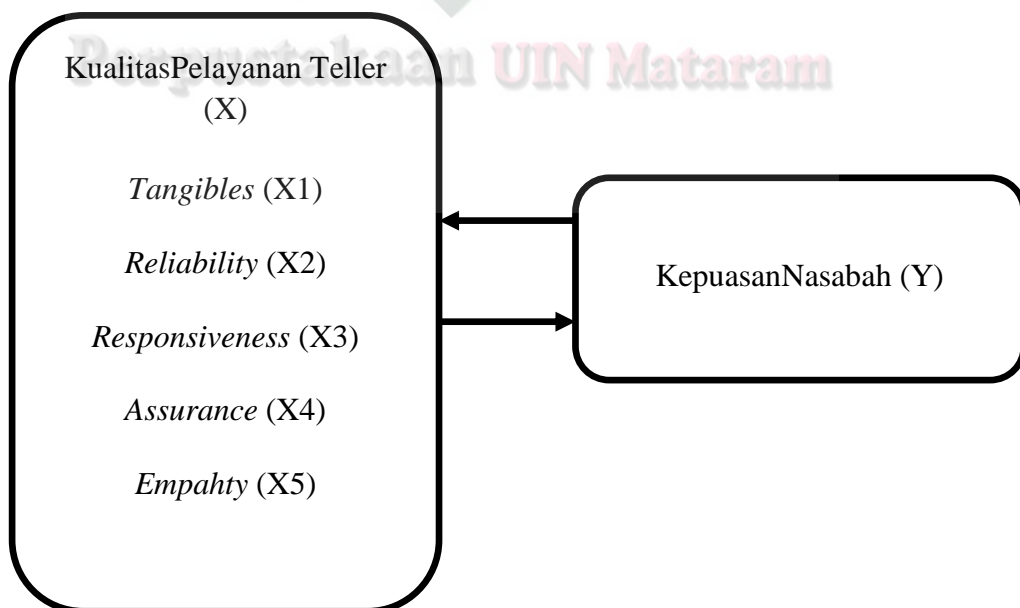 Perpustakaan UIN Mataram
KualitasPelayanan Teller
(X)
Tangibles (X1)
Reliability (X2)
Responsiveness (X3)
Assurance (X4)
Empahty (X5)
KepuasanNasabah (Y)